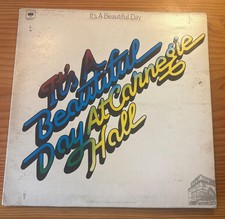 It's A Beautiful Day
It's A
Beautiful
Day At Carnegie
Hall